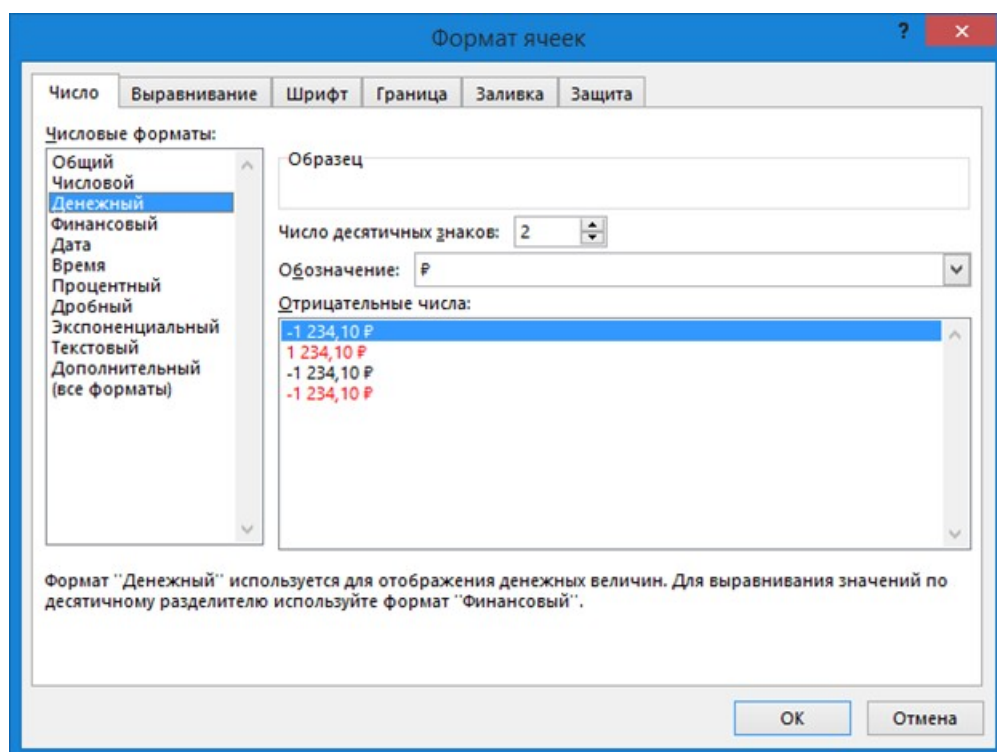 Формат ячеек
?
×
Число Выравнивание Шрифт Граница Заливка Защита
Числовые форматы:
Общий
Числовой
Денежный
Финансовый
Дата
Время
Процентный
Дробный
Экспоненциальный
Текстовый
Дополнительный
(все форматы)
Образец
Число десятичных знаков: 2
Обозначение: ₽
Отрицательные числа:
-1 234,10 ₽
1 234,10 ₽
-1 234,10 ₽
-1 234,10 ₽
Формат "Денежный" используется для отображения денежных величин. Для выравнивания значений по
десятичному разделителю используйте формат "Финансовый".
ОК Отмена